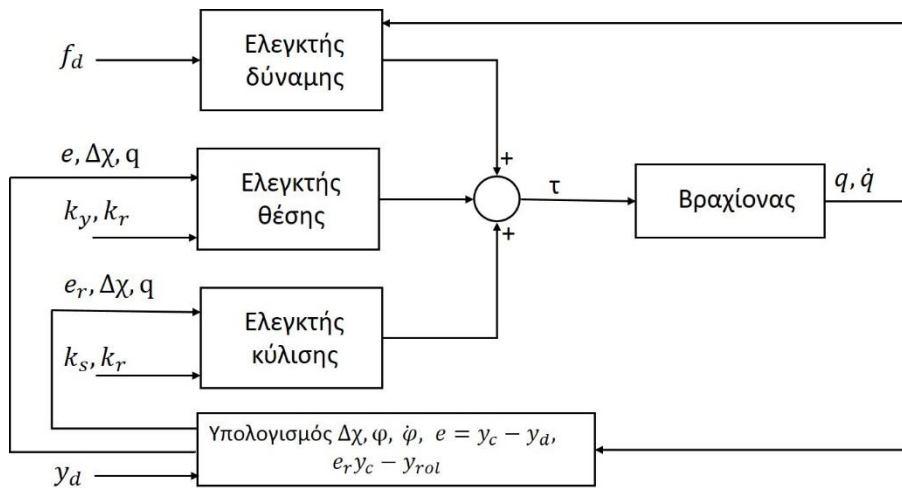 f_d
Ελεγκτής
δύναμης
+
e, Δχ, q
k_y, k_r
Ελεγκτής
θέσης
τ
Βραχίονας
q, q̇
+
e_r, Δχ, q
k_s, k_r
Ελεγκτής
κύλισης
Υπολογισμός Δχ, φ, φ̇, e = y_c − y_d,
e_r y_c − y_rol
y_d